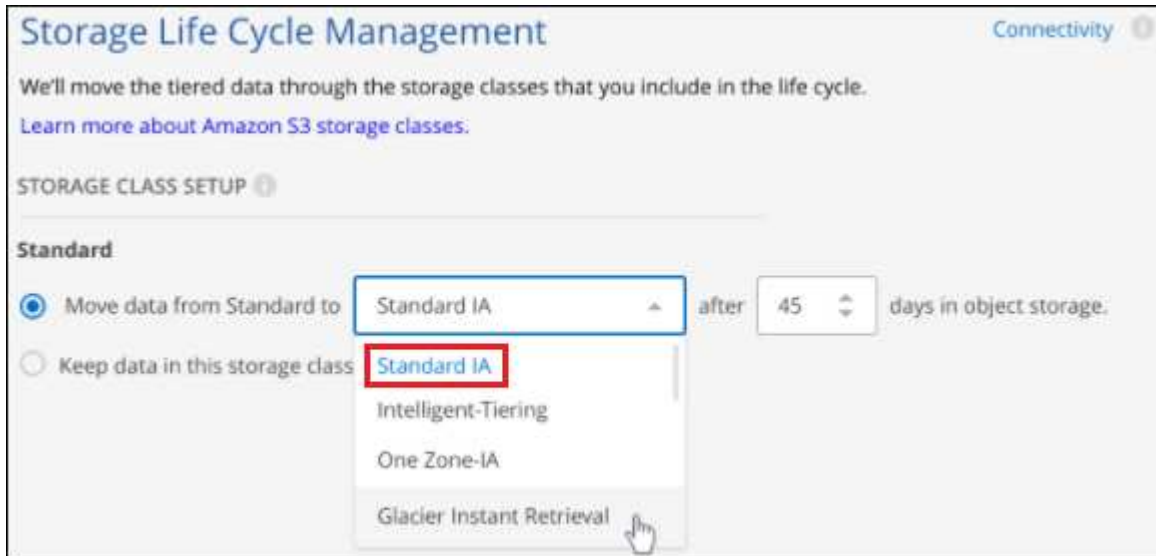 Storage Life Cycle Management Connectivity
We'll move the tiered data through the storage classes that you include in the life cycle.
Learn more about Amazon S3 storage classes.
STORAGE CLASS SETUP
Standard
Move data from Standard to Standard IA after 45 days in object storage.
Keep data in this storage class Standard IA
Intelligent-Tiering
One Zone-IA
Glacier Instant Retrieval